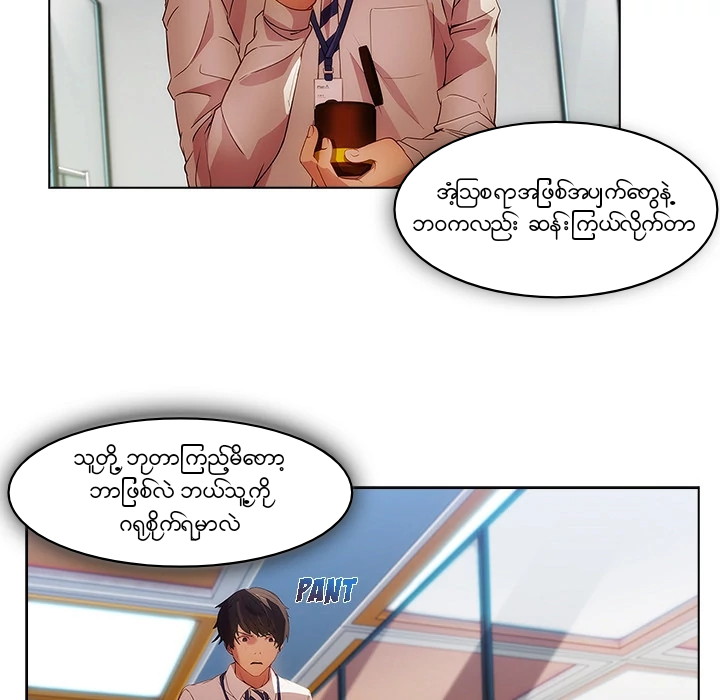 အံ့ဩစရာအဖြစ်အပျက်တွေနဲ့
ဘဝကလည်း ဆန်းကြယ်လိုက်တာ
သူတို့ ဘုတာကြည့်မိတော့
ဘာဖြစ်လဲ ဘယ်သူ့ကို
ဂရုစိုက်ရမှာလဲ
PANT